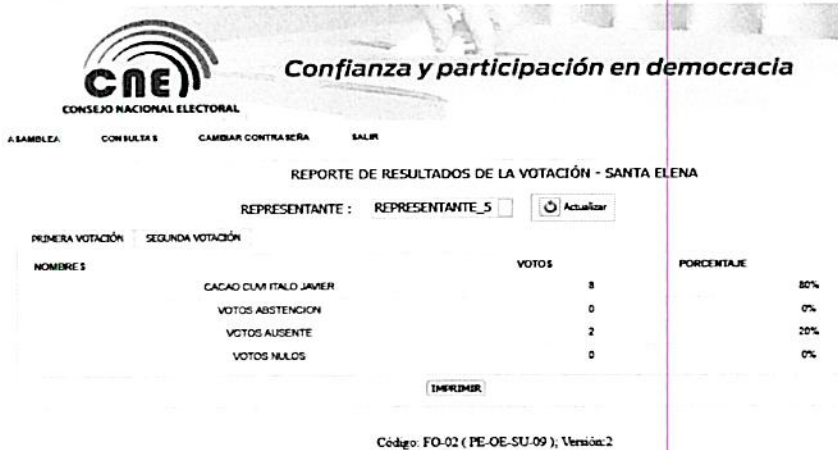 CNE
CONSEJO NACIONAL ELECTORAL
Confianza y participación en democracia
ASAMBLEA CONSULTAS CAMBIAR CONTRASEÑA SALIR
REPORTE DE RESULTADOS DE LA VOTACIÓN - SANTA ELENA
REPRESENTANTE : REPRESENTANTE_5 Actualizar
PRIMERA VOTACIÓN SEGUNDA VOTACIÓN
NOMBRES VOTOS PORCENTAJE
CACAO CUVI ITALO JAVIER 8 80%
VOTOS ABSTENCION 0 0%
VOTOS AUSENTE 2 20%
VOTOS NULOS 0 0%
IMPRIMIR
Código: FO-02 ( PE-OE-SU-09 ); Versión:2